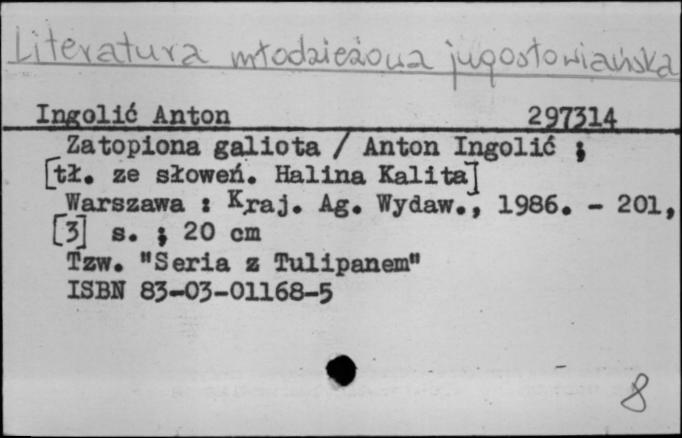 Literatura młodzieżowa jugosłowiańska
Ingolić Anton 297314
Zatopiona galiota / Anton Ingolić ;
[tł. ze słoweń. Halina Kalita]
Warszawa : Kraj. Ag. Wydaw., 1986. - 201,
[3] s. ; 20 cm
Tzw. "Seria z Tulipanem"
ISBN 83-03-01168-5
8